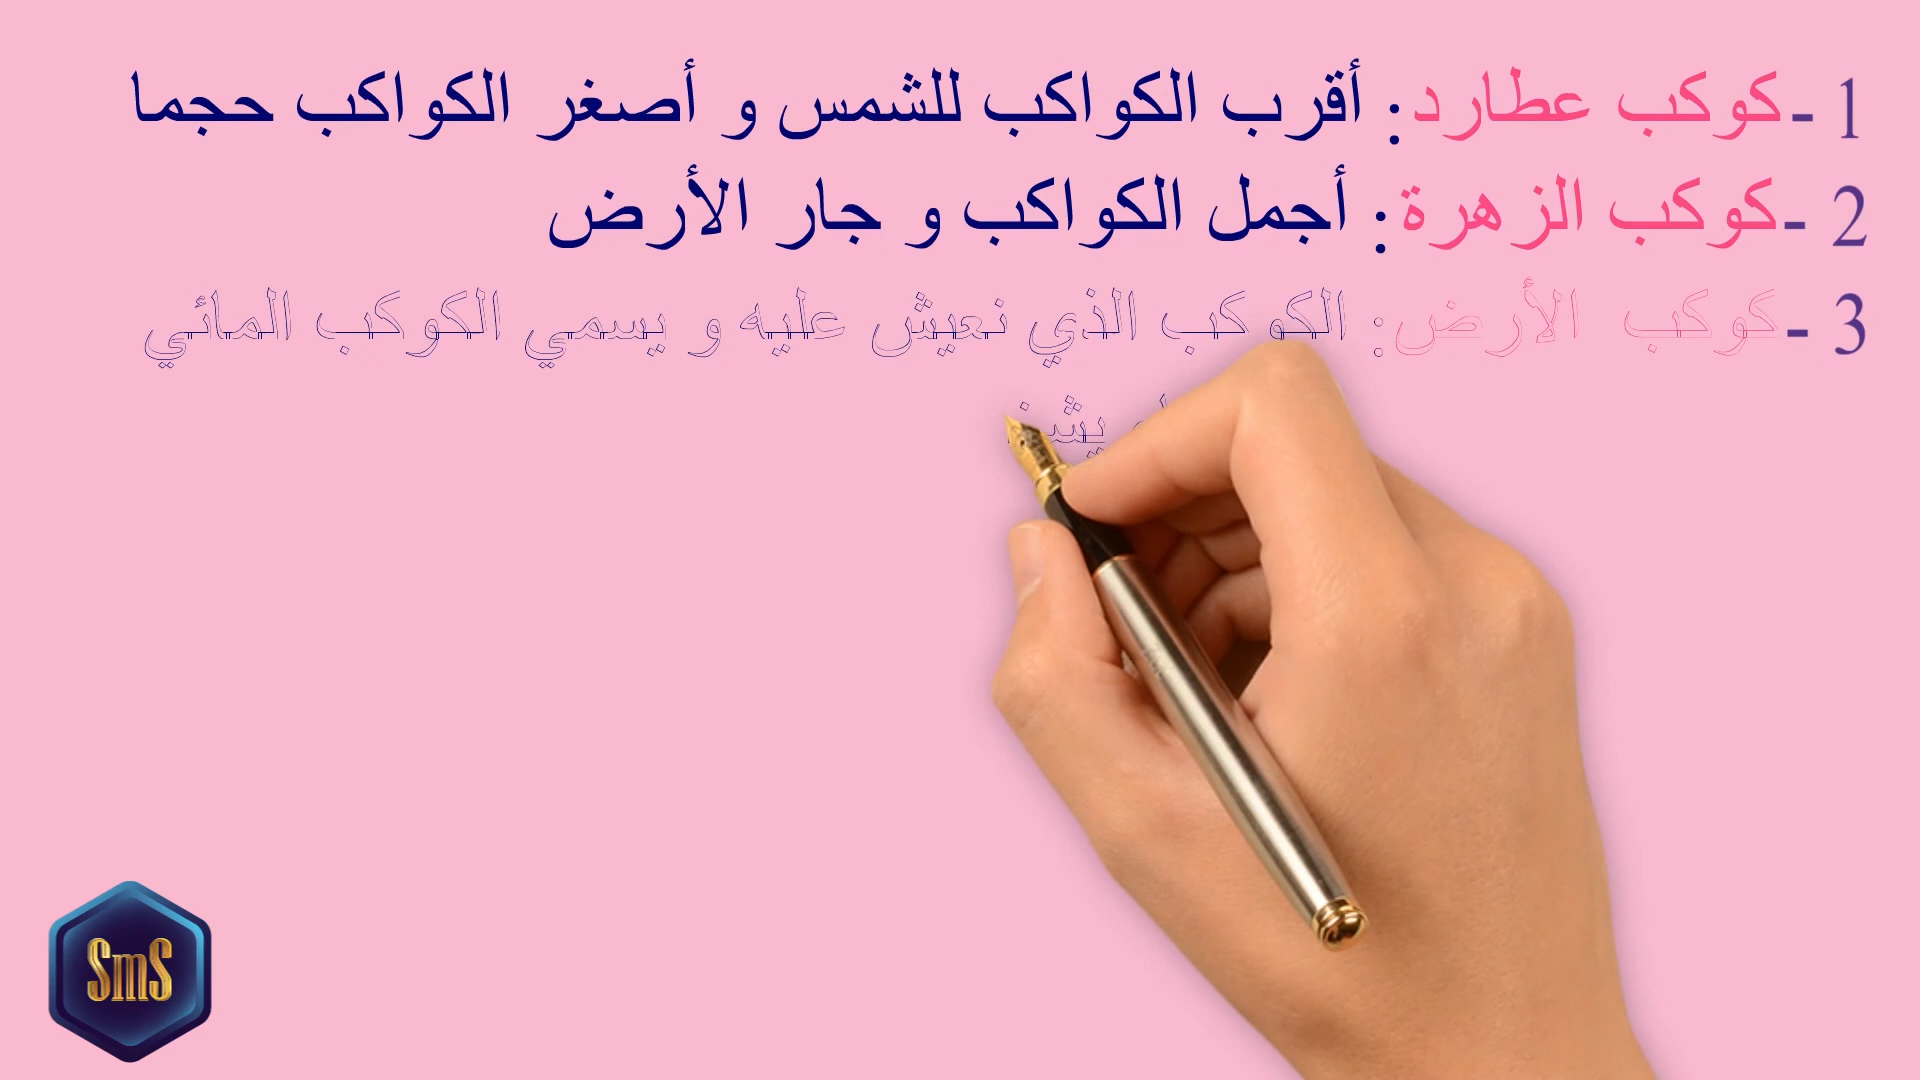 1 -كوكب عطارد: أقرب الكواكب للشمس و أصغر الكواكب حجما
2 -كوكب الزهرة: أجمل الكواكب و جار الأرض
3 -كوكب الأرض: الكوكب الذي نعيش عليه و يسمي الكوكب المائي
SmS